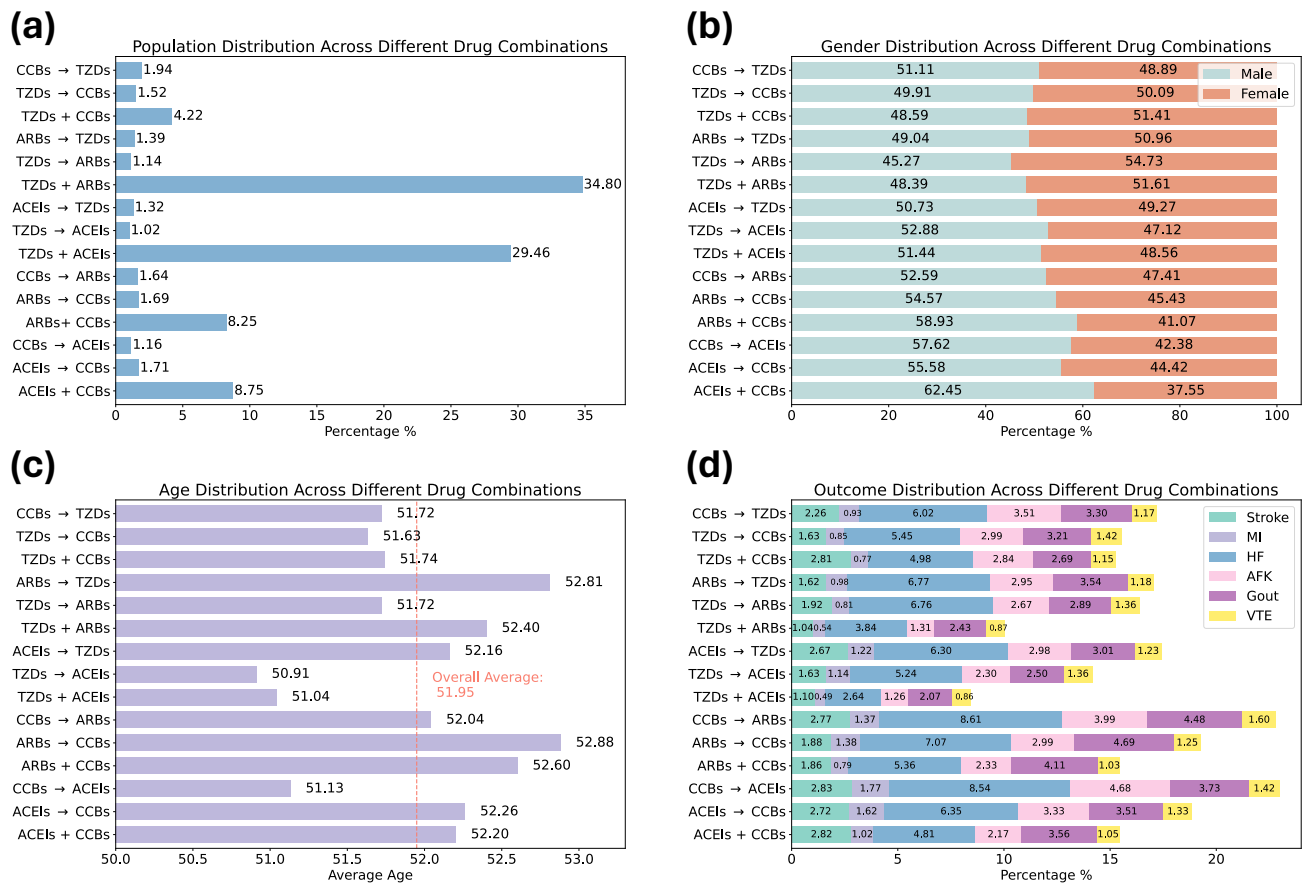 (a)
Population Distribution Across Different Drug Combinations
CCBs → TZDs 1.94
TZDs → CCBs 1.52
TZDs + CCBs 4.22
ARBs → TZDs 1.39
TZDs → ARBs 1.14
TZDs + ARBs 34.80
ACEIs → TZDs 1.32
TZDs → ACEIs 1.02
TZDs + ACEIs 29.46
CCBs → ARBs 1.64
ARBs → CCBs 1.69
ARBs+ CCBs 8.25
CCBs → ACEIs 1.16
ACEIs → CCBs 1.71
ACEIs + CCBs 8.75
0 5 10 15 20 25 30 35
Percentage %
(b)
Gender Distribution Across Different Drug Combinations
Male
Female
CCBs → TZDs 51.11 48.89
TZDs → CCBs 49.91 50.09
TZDs + CCBs 48.59 51.41
ARBs → TZDs 49.04 50.96
TZDs → ARBs 45.27 54.73
TZDs + ARBs 48.39 51.61
ACEIs → TZDs 50.73 49.27
TZDs → ACEIs 52.88 47.12
TZDs + ACEIs 51.44 48.56
CCBs → ARBs 52.59 47.41
ARBs → CCBs 54.57 45.43
ARBs + CCBs 58.93 41.07
CCBs → ACEIs 57.62 42.38
ACEIs → CCBs 55.58 44.42
ACEIs + CCBs 62.45 37.55
0 20 40 60 80 100
Percentage %
(c)
Age Distribution Across Different Drug Combinations
CCBs → TZDs 51.72
TZDs → CCBs 51.63
TZDs + CCBs 51.74
ARBs → TZDs 52.81
TZDs → ARBs 51.72
TZDs + ARBs 52.40
ACEIs → TZDs 52.16
TZDs → ACEIs 50.91
TZDs + ACEIs 51.04
Overall Average:
51.95
CCBs → ARBs 52.04
ARBs → CCBs 52.88
ARBs + CCBs 52.60
CCBs → ACEIs 51.13
ACEIs → CCBs 52.26
ACEIs + CCBs 52.20
50.0 50.5 51.0 51.5 52.0 52.5 53.0
Average Age
(d)
Outcome Distribution Across Different Drug Combinations
Stroke
MI
HF
AFK
Gout
VTE
CCBs → TZDs 2.26 0.93 6.02 3.51 3.30 1.17
TZDs → CCBs 1.63 0.85 5.45 2.99 3.21 1.42
TZDs + CCBs 2.81 0.77 4.98 2.84 2.69 1.15
ARBs → TZDs 1.62 0.98 6.77 2.95 3.54 1.18
TZDs → ARBs 1.92 0.81 6.76 2.67 2.89 1.36
TZDs + ARBs 1.04 0.54 3.84 1.31 2.43 0.87
ACEIs → TZDs 2.67 1.22 6.30 2.98 3.01 1.23
TZDs → ACEIs 1.63 1.14 5.24 2.30 2.50 1.36
TZDs + ACEIs 1.10 0.49 2.64 1.26 2.07 0.86
CCBs → ARBs 2.77 1.37 8.61 3.99 4.48 1.60
ARBs → CCBs 1.88 1.38 7.07 2.99 4.69 1.25
ARBs + CCBs 1.86 0.79 5.36 2.33 4.11 1.03
CCBs → ACEIs 2.83 1.77 8.54 4.68 3.73 1.42
ACEIs → CCBs 2.72 1.62 6.35 3.33 3.51 1.33
ACEIs + CCBs 2.82 1.02 4.81 2.17 3.56 1.05
0 5 10 15 20
Percentage %